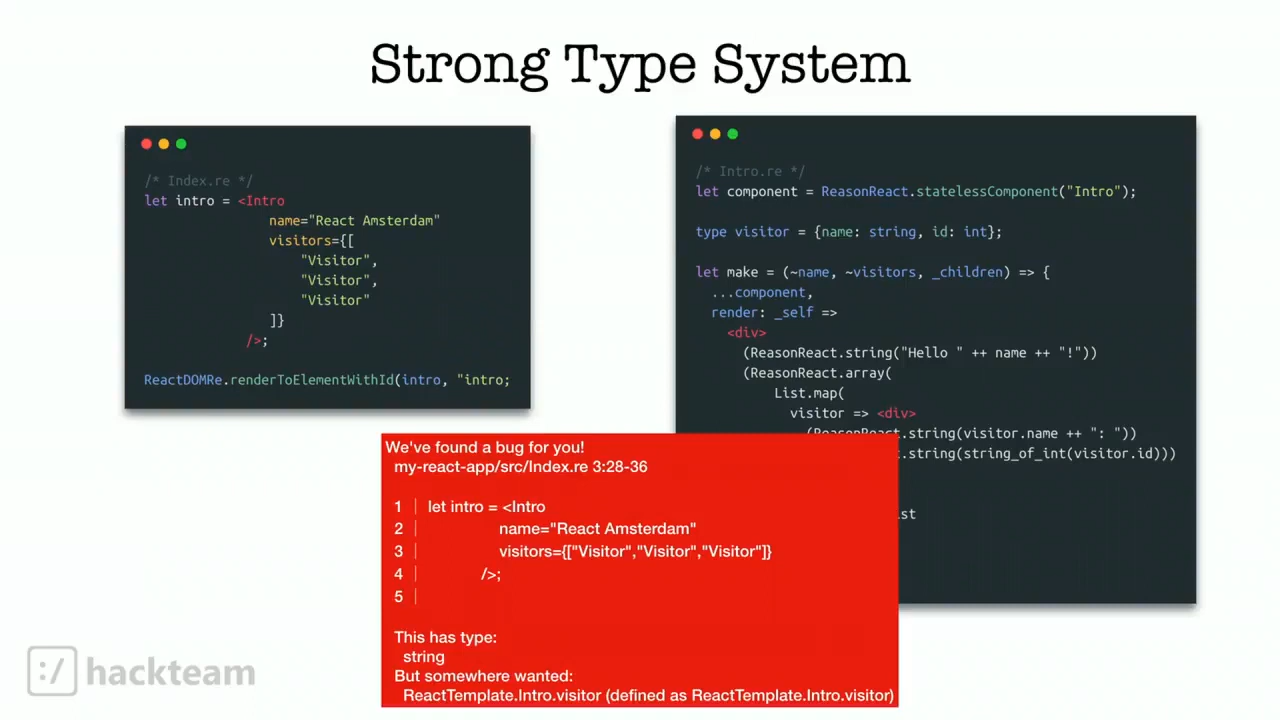 Strong Type System
/* Index.re */
let intro = <Intro
name="React Amsterdam"
visitors={[
"Visitor",
"Visitor",
"Visitor"
]}
/>;
ReactDOMRe.renderToElementWithId(intro, "intro;
/* Intro.re */
let component = ReasonReact.statelessComponent("Intro");
type visitor = {name: string, id: int};
let make = (~name, ~visitors, _children) => {
...component,
render: _self =>
<div>
(ReasonReact.string("Hello " ++ name ++ "!"))
(ReasonReact.array(
List.map(
visitor => <div>
(ReasonReact.string(visitor.name ++ ": "))
.string(string_of_int(visitor.id)))
ist
We've found a bug for you!
my-react-app/src/Index.re 3:28-36
1 | let intro = <Intro
2 | name="React Amsterdam"
3 | visitors={["Visitor","Visitor","Visitor"]}
4 | />;
5 |
This has type:
string
But somewhere wanted:
ReactTemplate.Intro.visitor (defined as ReactTemplate.Intro.visitor)
:/ hackteam